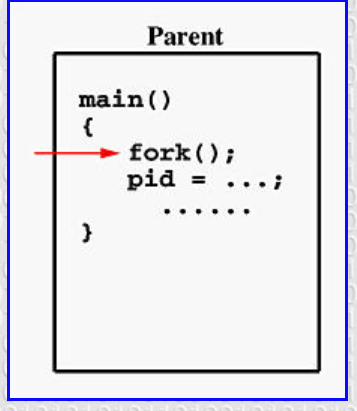 Parent
main()
{
fork();
pid = ...;
......
}